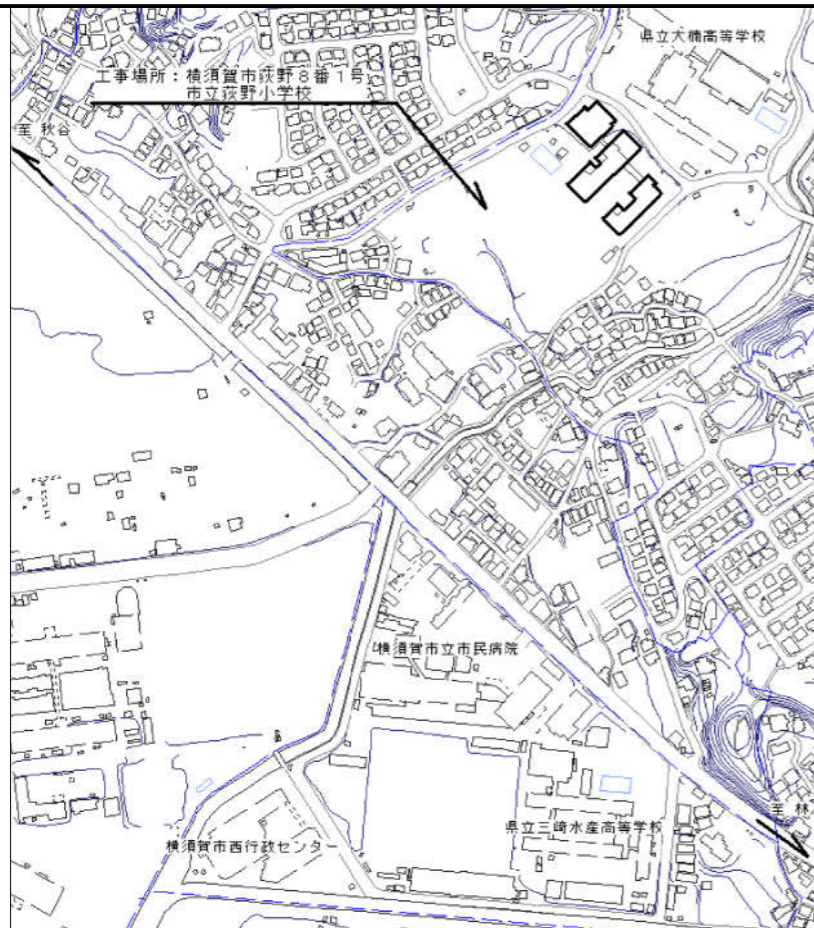 県立大楠高等学校
工事場所：横須賀市荻野８番１号
市立荻野小学校
至 秋谷
横須賀市立市民病院
至 林
県立三崎水産高等学校
横須賀市西行政センター